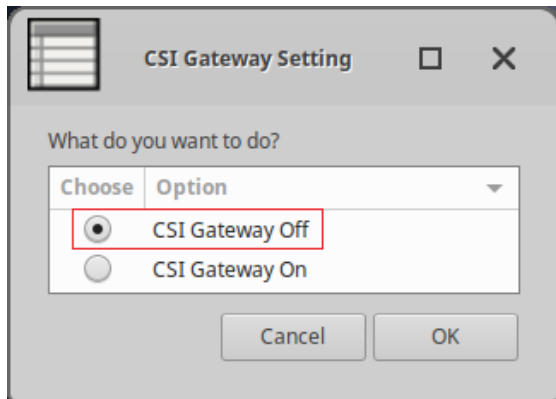 CSI Gateway Setting
What do you want to do?
Choose Option
CSI Gateway Off
CSI Gateway On
Cancel OK